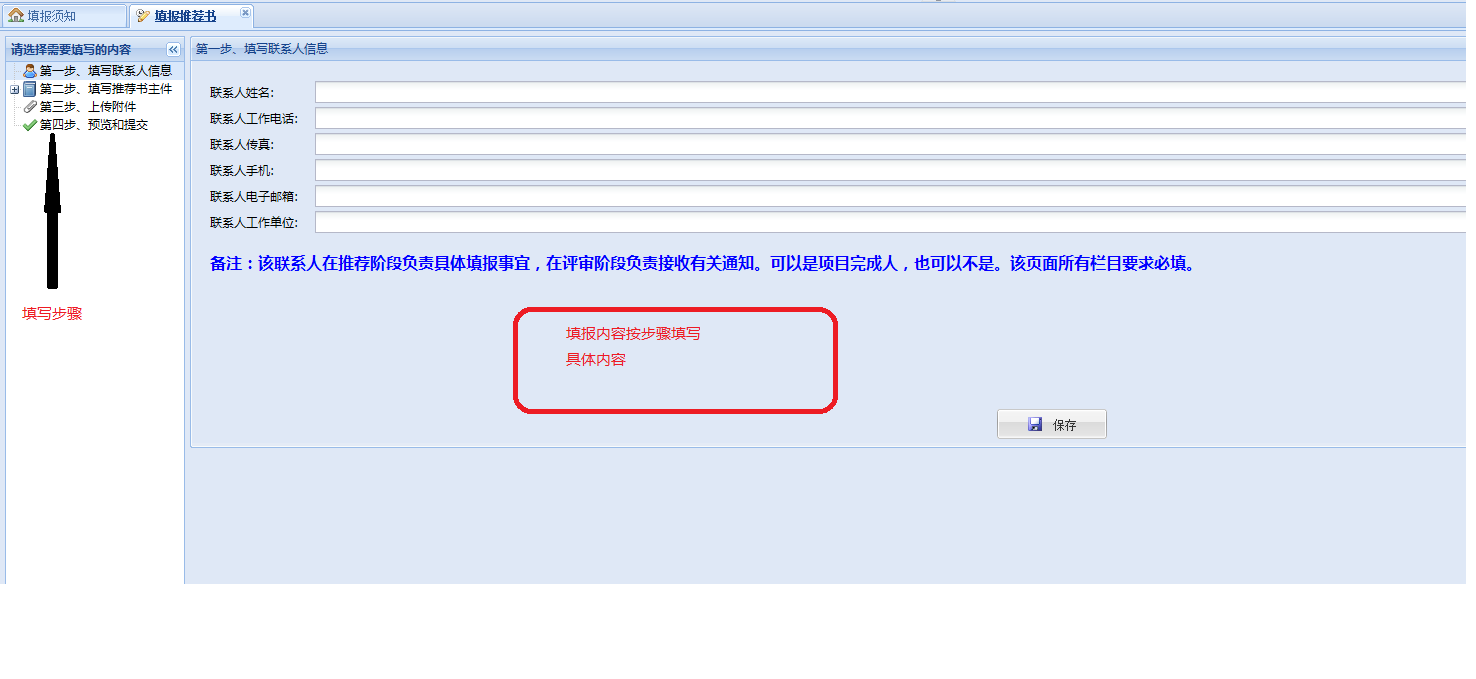 填报须知
填报推荐书
请选择需要填写的内容
第一步、填写联系人信息
第二步、填写推荐书主件
第三步、上传附件
第四步、预览和提交
填写步骤
第一步、填写联系人信息
联系人姓名:
联系人工作电话:
联系人传真:
联系人手机:
联系人电子邮箱:
联系人工作单位:
备注：该联系人在推荐阶段负责具体填报事宜，在评审阶段负责接收有关通知。可以是项目完成人，也可以不是。该页面所有栏目要求必填。
填报内容按步骤填写
具体内容
保存